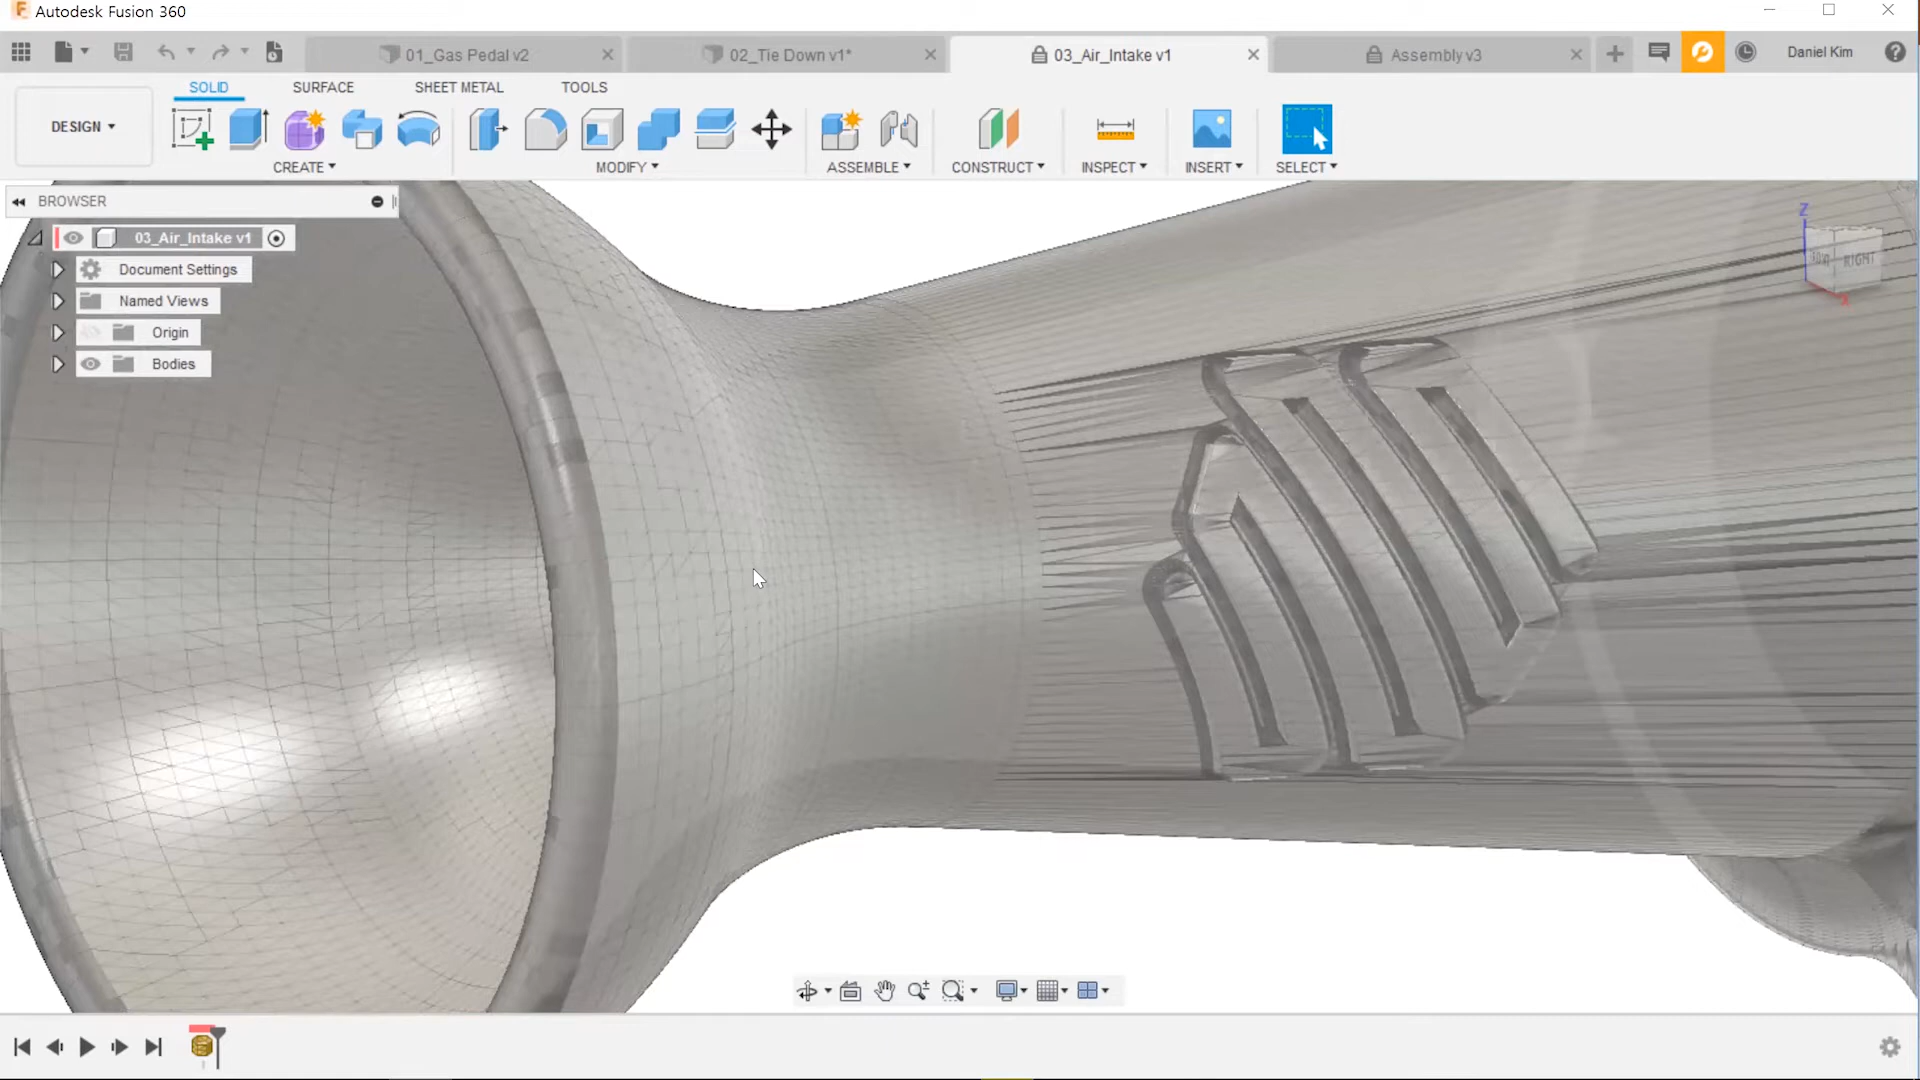 Autodesk Fusion 360
01_Gas Pedal v2
02_Tie Down v1*
03_Air_Intake v1
Assembly v3
Daniel Kim
SOLID
SURFACE
SHEET METAL
TOOLS
DESIGN
CREATE
MODIFY
ASSEMBLE
CONSTRUCT
INSPECT
INSERT
SELECT
BROWSER
03_Air_Intake v1
Document Settings
Named Views
Origin
Bodies
Z
RIGHT
X